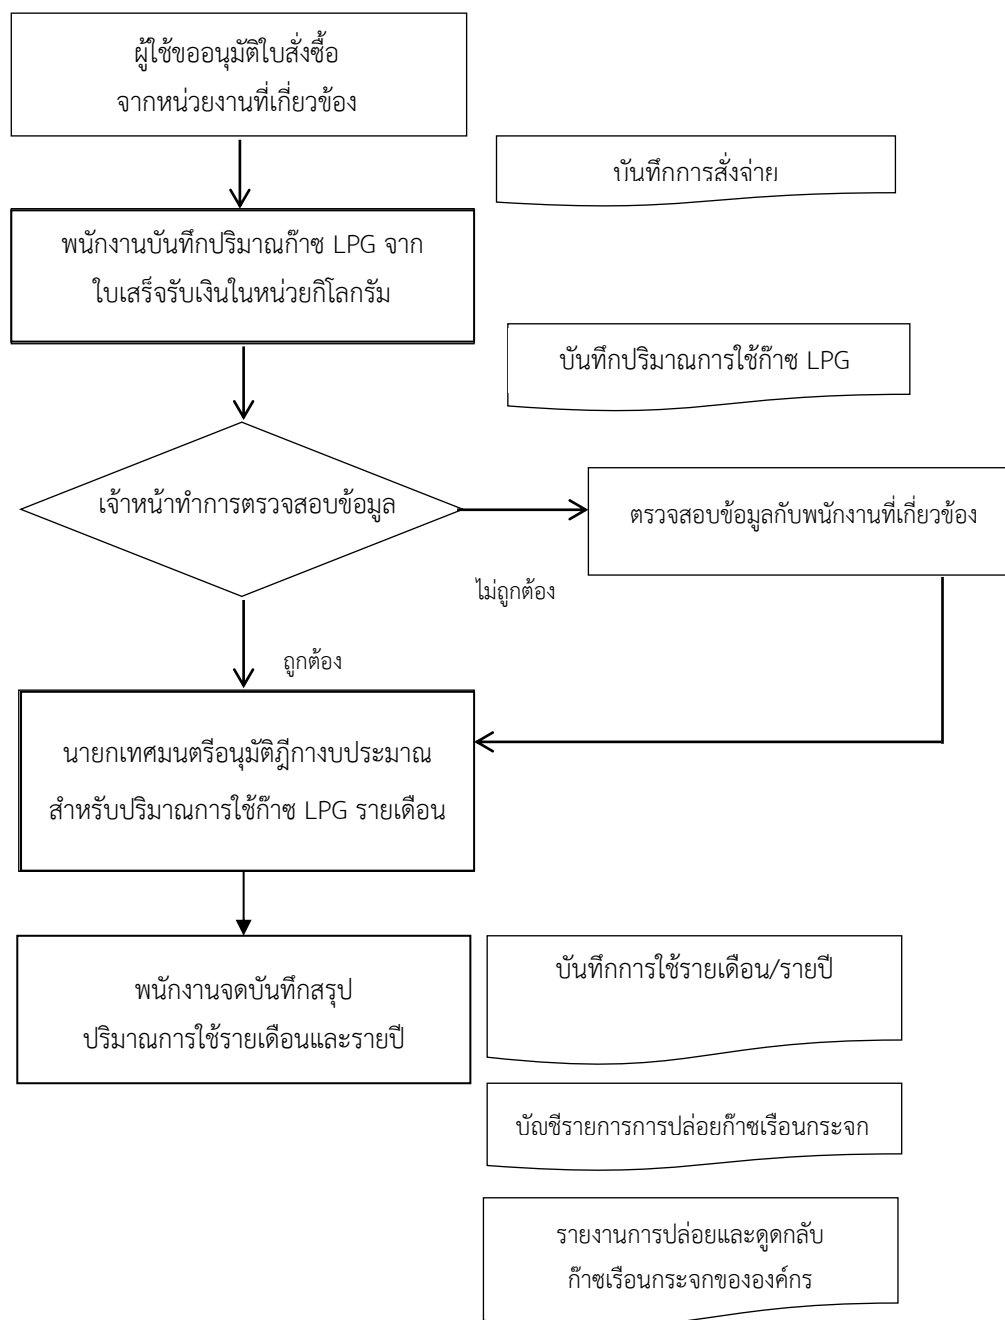 ผู้ใช้ขออนุมัติใบสั่งซื้อ
จากหน่วยงานที่เกี่ยวข้อง
บันทึกการสั่งจ่าย
พนักงานบันทึกปริมาณก๊าซ LPG จาก
ใบเสร็จรับเงินในหน่วยกิโลกรัม
บันทึกปริมาณการใช้ก๊าซ LPG
เจ้าหน้าทำการตรวจสอบข้อมูล
ตรวจสอบข้อมูลกับพนักงานที่เกี่ยวข้อง
ไม่ถูกต้อง
ถูกต้อง
นายกเทศมนตรีอนุมัติฎีกางบประมาณ
สำหรับปริมาณการใช้ก๊าซ LPG รายเดือน
พนักงานจดบันทึกสรุป
ปริมาณการใช้รายเดือนและรายปี
บันทึกการใช้รายเดือน/รายปี
บัญชีรายการการปล่อยก๊าซเรือนกระจก
รายงานการปล่อยและดูดกลับ
ก๊าซเรือนกระจกขององค์กร